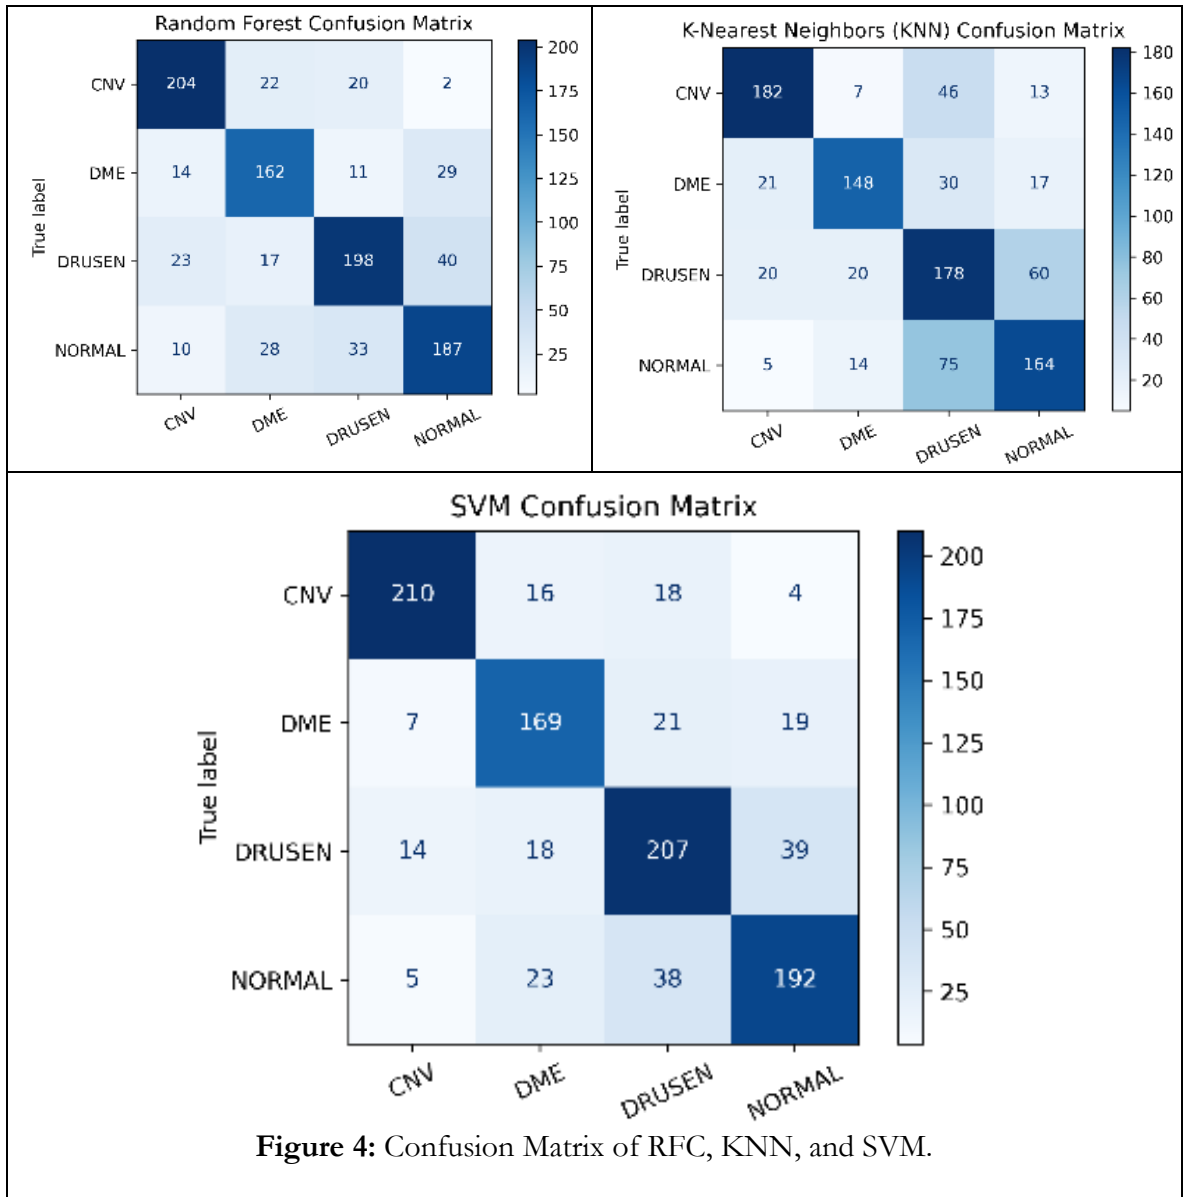 Random Forest Confusion Matrix
CNV 204 22 20 2
DME 14 162 11 29
DRUSEN 23 17 198 40
NORMAL 10 28 33 187
CNV DME DRUSEN NORMAL
True label
200
175
150
125
100
75
50
25
K-Nearest Neighbors (KNN) Confusion Matrix
CNV 182 7 46 13
DME 21 148 30 17
DRUSEN 20 20 178 60
NORMAL 5 14 75 164
CNV DME DRUSEN NORMAL
True label
180
160
140
120
100
80
60
40
20
SVM Confusion Matrix
CNV 210 16 18 4
DME 7 169 21 19
DRUSEN 14 18 207 39
NORMAL 5 23 38 192
CNV DME DRUSEN NORMAL
True label
200
175
150
125
100
75
50
25
Figure 4: Confusion Matrix of RFC, KNN, and SVM.